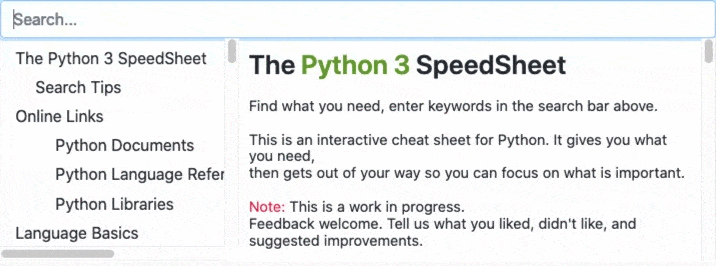 Search...
The Python 3 SpeedSheet
Search Tips
Online Links
Python Documents
Python Language Refer
Python Libraries
Language Basics
The Python 3 SpeedSheet
Find what you need, enter keywords in the search bar above.
This is an interactive cheat sheet for Python. It gives you what
you need,
then gets out of your way so you can focus on what is important.
Note: This is a work in progress.
Feedback welcome. Tell us what you liked, didn't like, and
suggested improvements.